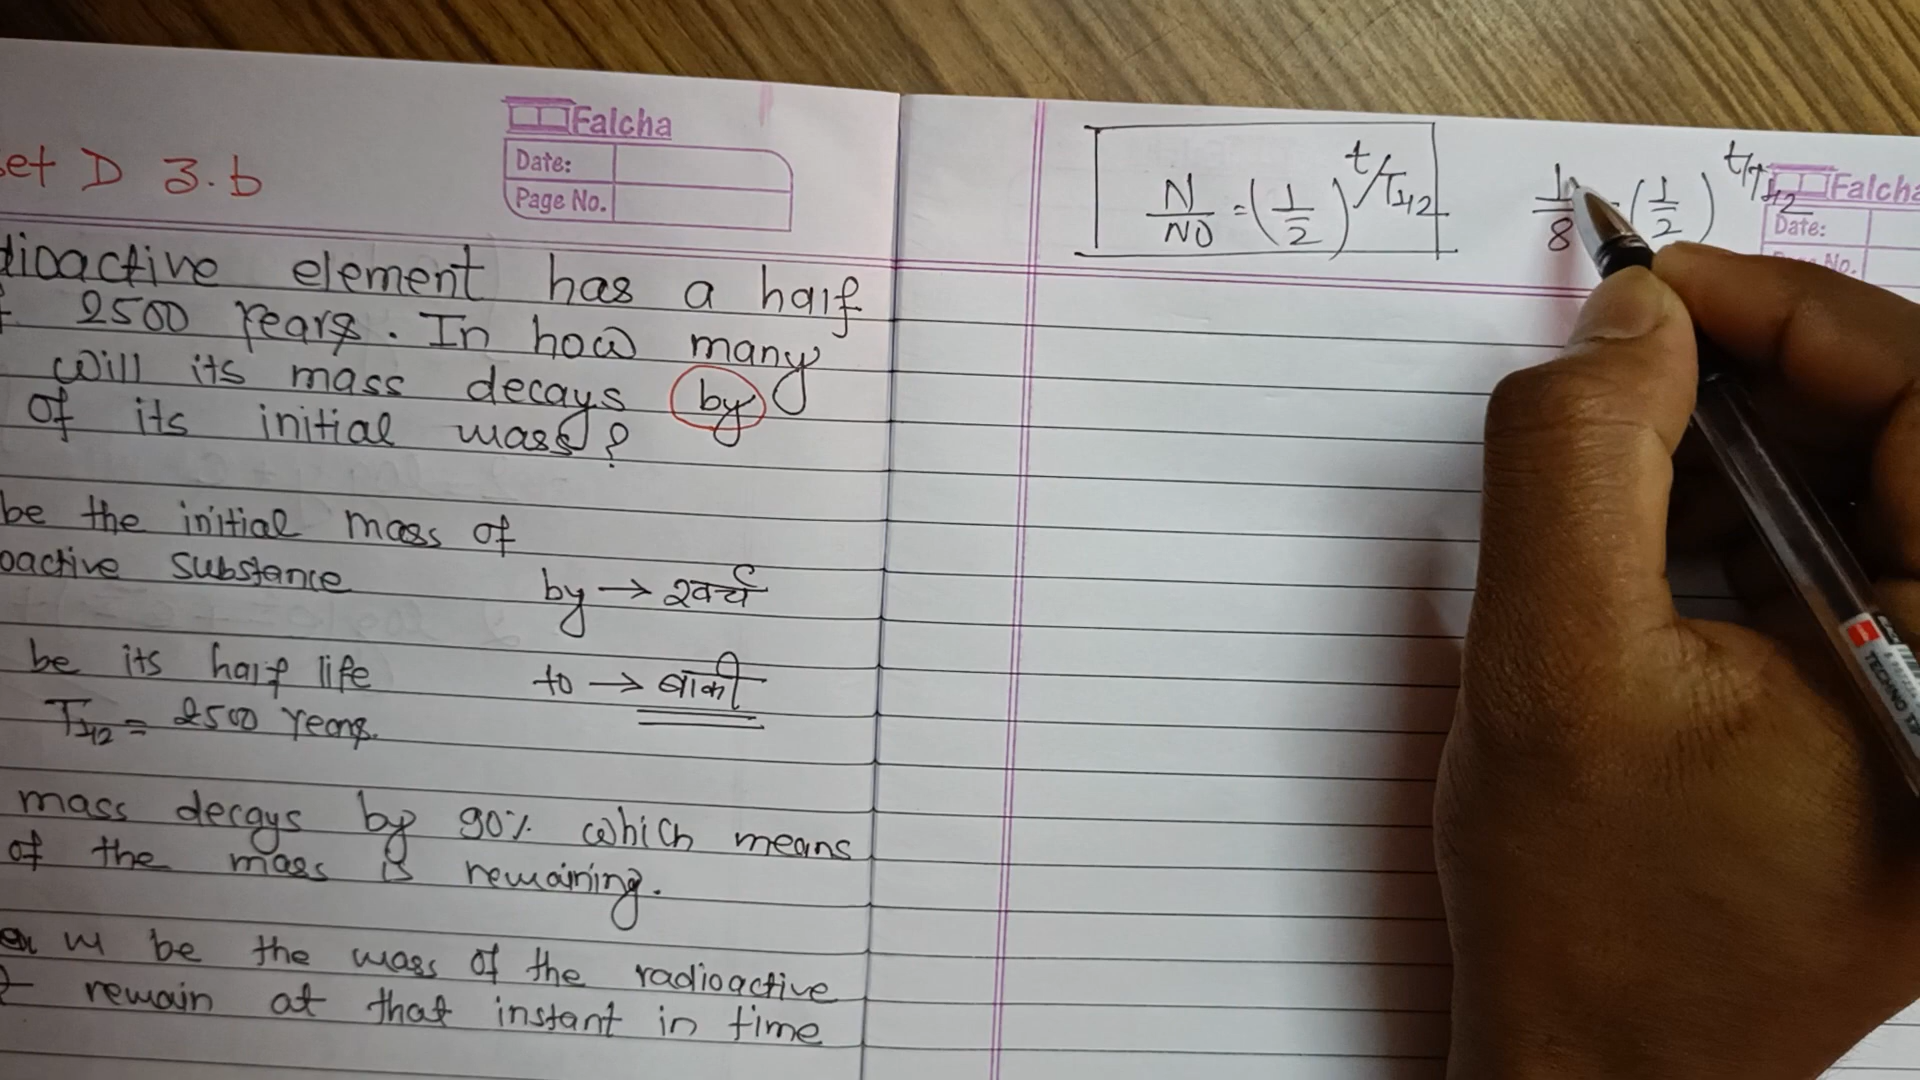 Falcha
Date:
Page No.
et D 3.b
dioactive element has a half
2500 Years. In how many
will its mass decays by
of its initial mass?
be the initial mass of
oactive substance
by → खर्च
be its half life
to → बाकी
T1/2 = 2500 Years.
mass decays by 90% which means
of the mass is remaining.
m be the mass of the radioactive
remain at that instant in time
N/N0 = (1/2)^t/T1/2
1/8 = (1/2)^t/T1/2
Falcha
Date:
No.
TECHNO T